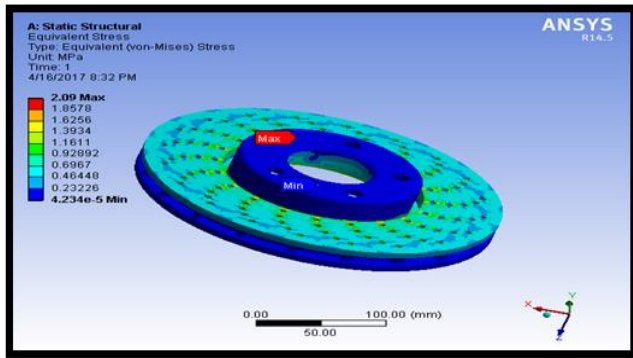 A: Static Structural
Equivalent Stress
Type: Equivalent (von-Mises) Stress
Unit: MPa
Time: 1
4/16/2017 8:32 PM
2.09 Max
1.8578
1.6256
1.3934
1.1611
0.92892
0.6967
0.46448
0.23226
4.234e-5 Min
ANSYS
R14.5
Max
Min
0.00 100.00 (mm)
50.00
X Y
Z